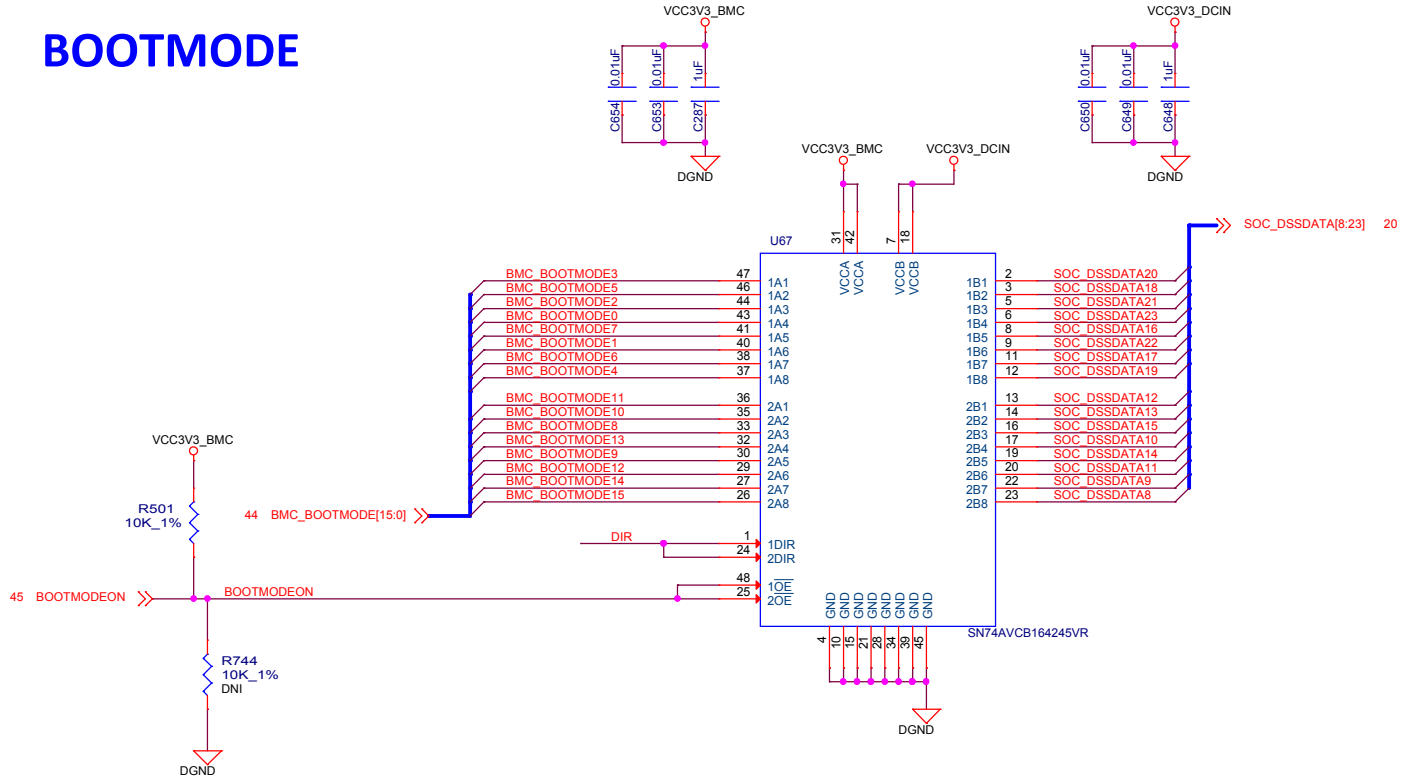 BOOTMODE
VCC3V3_BMC
0.01uF
0.01uF
1uF
C654
C653
C287
DGND
VCC3V3_DCIN
0.01uF
0.01uF
1uF
C650
C649
C648
DGND
VCC3V3_BMC
VCC3V3_DCIN
SOC_DSSDATA[8:23] 20
U67
31
42
7
18
VCCA
VCCA
VCCB
VCCB
BMC_BOOTMODE3 47 1A1 1B1 2 SOC_DSSDATA20
BMC_BOOTMODE5 46 1A2 1B2 3 SOC_DSSDATA18
BMC_BOOTMODE2 44 1A3 1B3 5 SOC_DSSDATA21
BMC_BOOTMODE0 43 1A4 1B4 6 SOC_DSSDATA23
BMC_BOOTMODE7 41 1A5 1B5 8 SOC_DSSDATA16
BMC_BOOTMODE1 40 1A6 1B6 9 SOC_DSSDATA22
BMC_BOOTMODE6 38 1A7 1B7 11 SOC_DSSDATA17
BMC_BOOTMODE4 37 1A8 1B8 12 SOC_DSSDATA19
BMC_BOOTMODE11 36 2A1 2B1 13 SOC_DSSDATA12
BMC_BOOTMODE10 35 2A2 2B2 14 SOC_DSSDATA13
BMC_BOOTMODE8 33 2A3 2B3 16 SOC_DSSDATA15
BMC_BOOTMODE13 32 2A4 2B4 17 SOC_DSSDATA10
BMC_BOOTMODE9 30 2A5 2B5 19 SOC_DSSDATA14
BMC_BOOTMODE12 29 2A6 2B6 20 SOC_DSSDATA11
BMC_BOOTMODE14 27 2A7 2B7 22 SOC_DSSDATA9
BMC_BOOTMODE15 26 2A8 2B8 23 SOC_DSSDATA8
VCC3V3_BMC
R501
10K_1%
44 BMC_BOOTMODE[15:0]
DIR 1 1DIR
24 2DIR
48 1OE
45 BOOTMODEON BOOTMODEON 25 2OE
GND
GND
GND
GND
GND
GND
GND
GND
SN74AVCB164245VR
4
10
15
21
28
34
39
45
R744
10K_1%
DNI
DGND
DGND